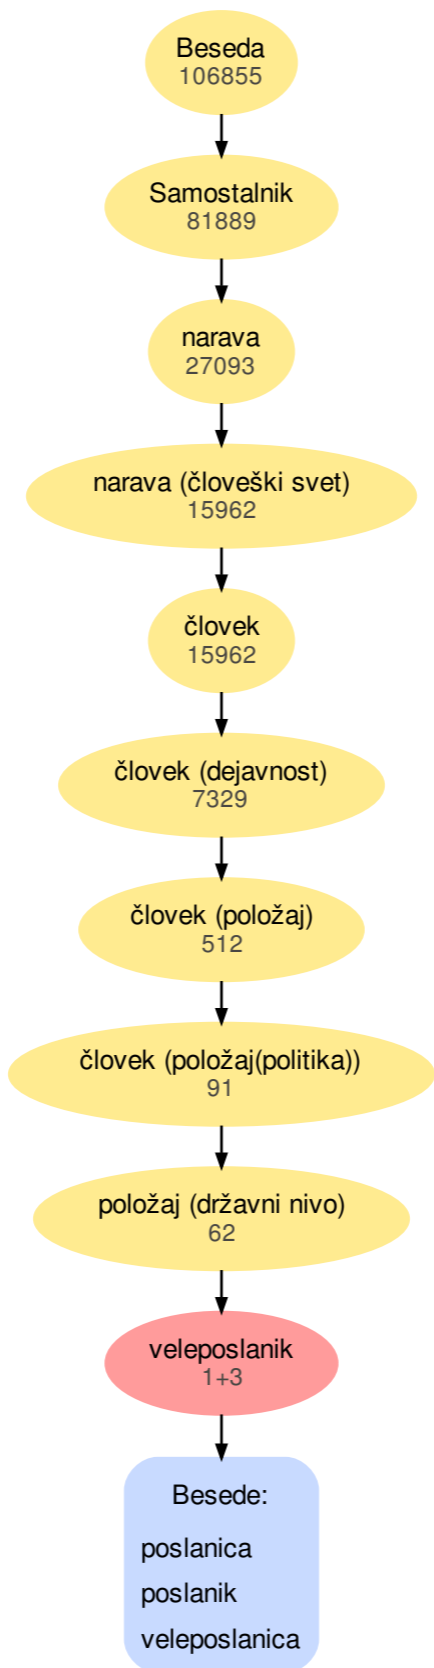 Beseda
106855
Samostalnik
81889
narava
27093
narava (človeški svet)
15962
človek
15962
človek (dejavnost)
7329
človek (položaj)
512
človek (položaj(politika))
91
položaj (državni nivo)
62
veleposlanik
1+3
Besede:
poslanica
poslanik
veleposlanica